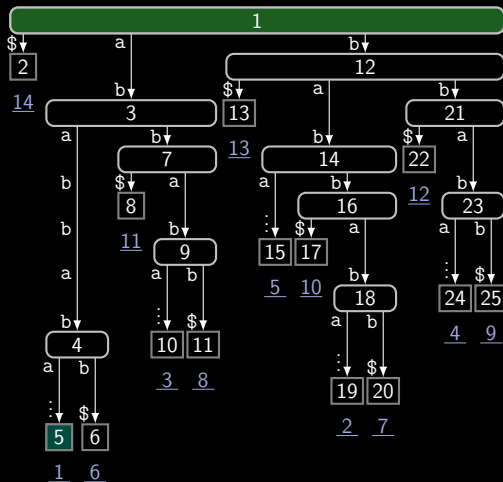 1
$ a b
2 12
b $ a b
14
3 13 21
a b b $ a
13
7 14 22
b $ a a b b
12
8 16 23
b b ⋮ $ a a b
11
9 15 17
a a b b ⋮ $
5 10
18 24 25
b ⋮ $ a b
4 9
4 10 11
a b ⋮ $
3 8
19 20
⋮ $
2 7
5 6
1 6